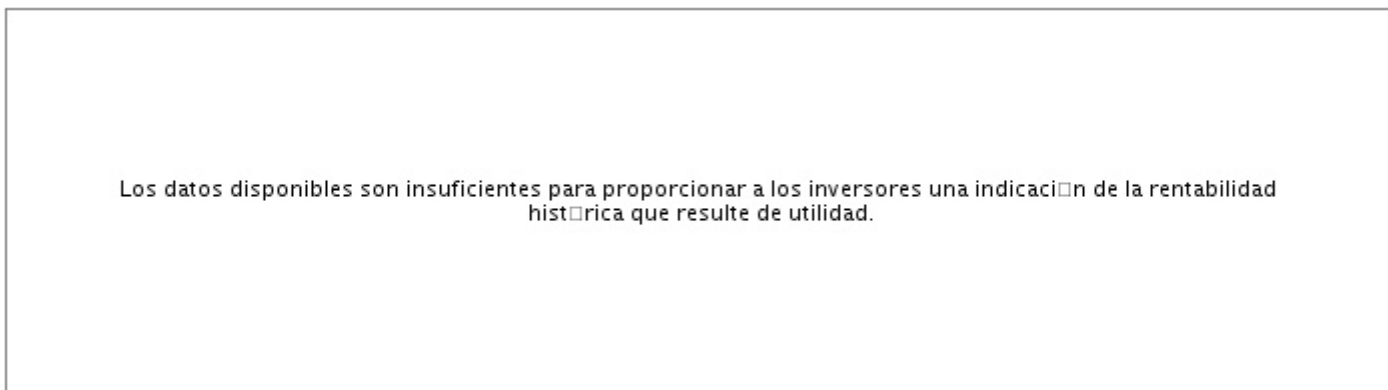 Los datos disponibles son insuficientes para proporcionar a los inversores una indicaci□n de la rentabilidad
hist□rica que resulte de utilidad.